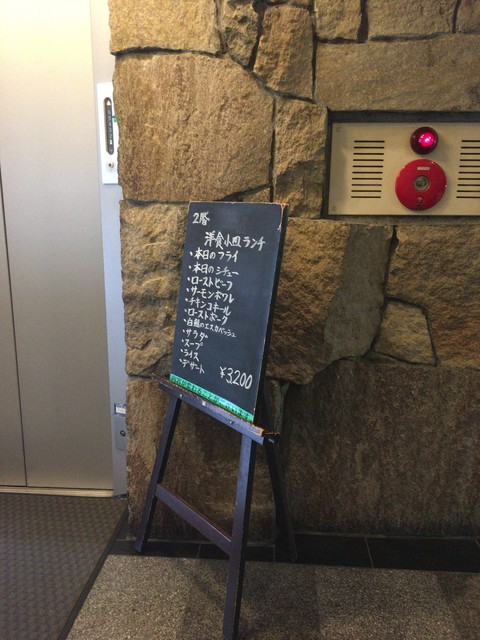 2階
洋食小皿ランチ
・本日のフライ
・本日のシチュー
・ローストビーフ
・サーモンポワレ
・チキンコキール
・ローストポーク
・白身のエスカベッシュ
・サラダ
・スープ
・ライス
・デザート
¥3,200